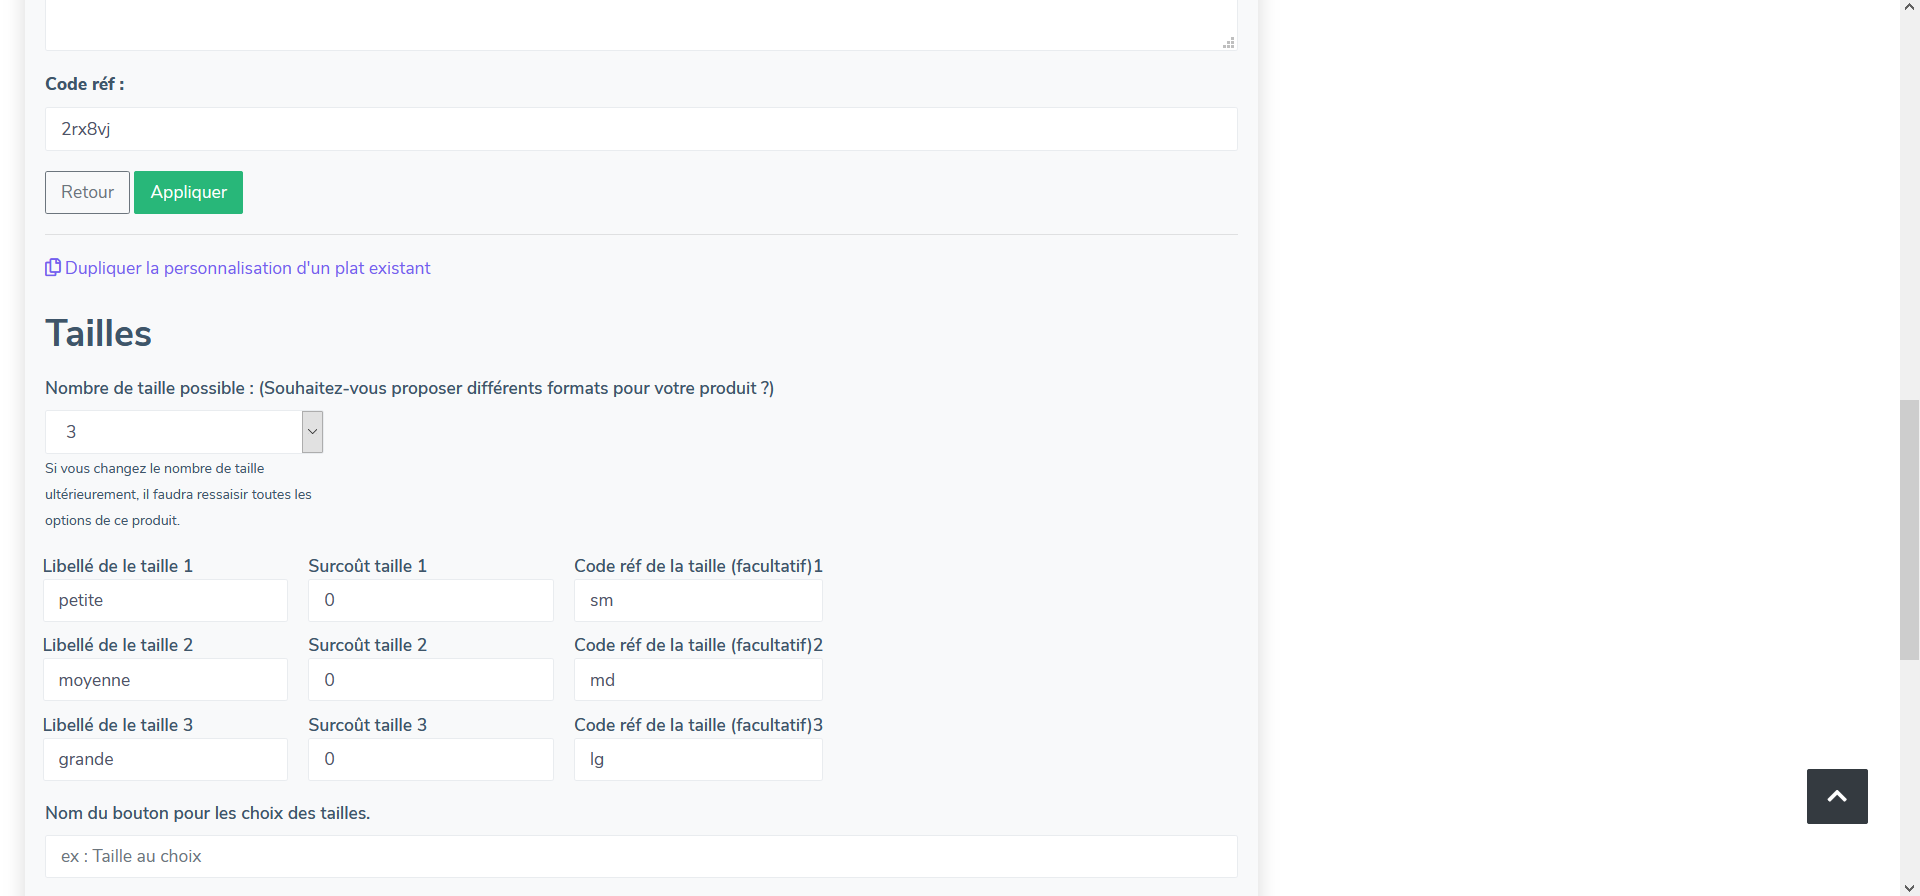 Code réf :
2rx8vj
Retour Appliquer
Dupliquer la personnalisation d'un plat existant
Tailles
Nombre de taille possible : (Souhaitez-vous proposer différents formats pour votre produit ?)
3
Si vous changez le nombre de taille
ultérieurement, il faudra ressaisir toutes les
options de ce produit.
Libellé de le taille 1 Surcoût taille 1 Code réf de la taille (facultatif)1
petite 0 sm
Libellé de le taille 2 Surcoût taille 2 Code réf de la taille (facultatif)2
moyenne 0 md
Libellé de le taille 3 Surcoût taille 3 Code réf de la taille (facultatif)3
grande 0 lg
Nom du bouton pour les choix des tailles.
ex : Taille au choix